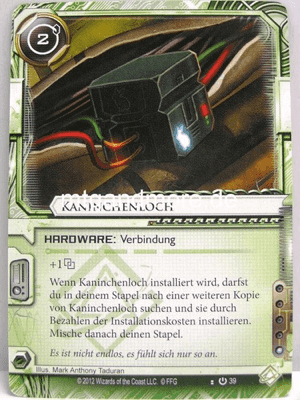 2
KANINCHENLOCH
HARDWARE: Verbindung
+1
Wenn Kaninchenloch installiert wird, darfst
du in deinem Stapel nach einer weiteren Kopie
von Kaninchenloch suchen und sie durch
Bezahlen der Installationskosten installieren.
Mische danach deinen Stapel.
Es ist nicht endlos, es fühlt sich nur so an.
Illus. Mark Anthony Taduran
© 2012 Wizards of the Coast LLC. © FFG 39